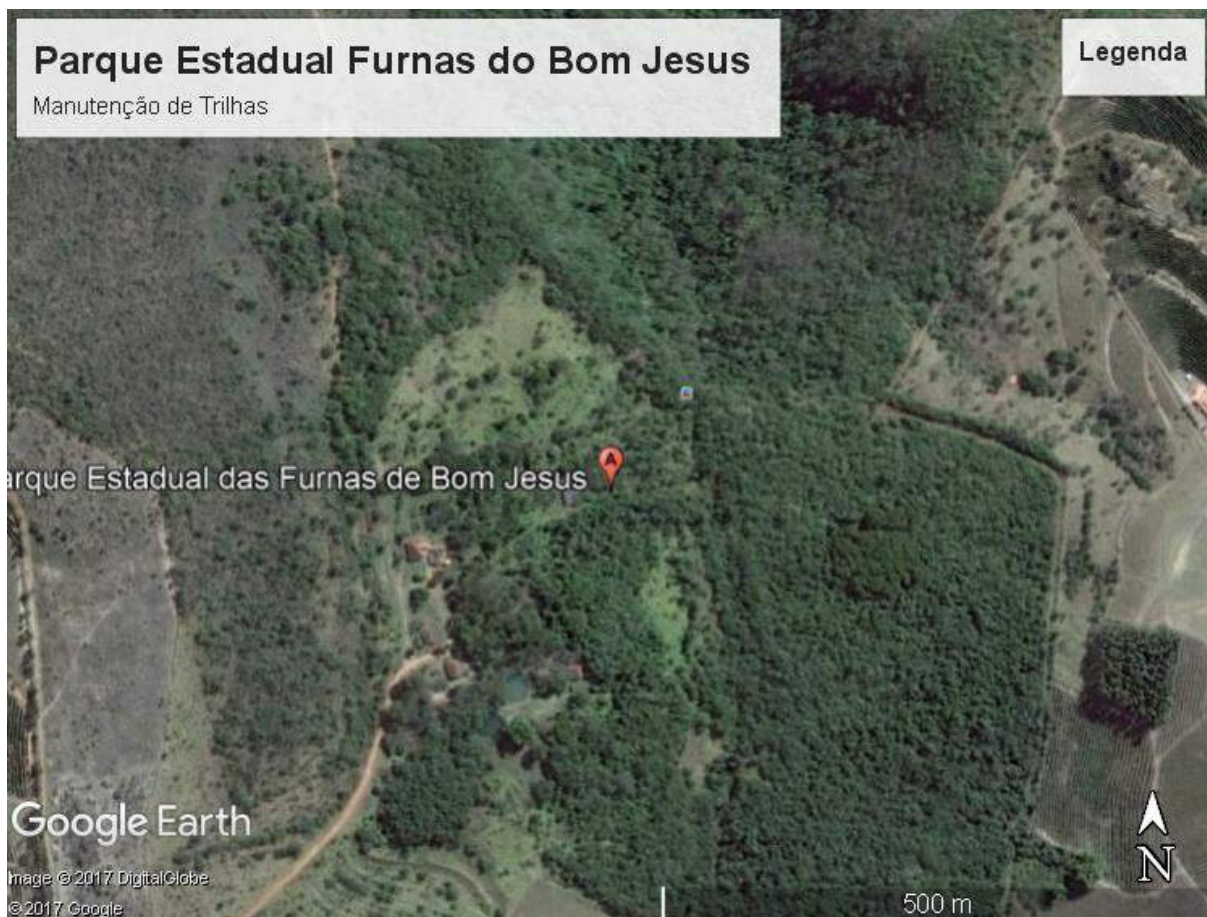 Parque Estadual Furnas do Bom Jesus
Manutenção de Trilhas
Legenda
A
arque Estadual das Furnas de Bom Jesus
Google Earth
mage © 2017 DigitalGlobe
© 2017 Google
N
500 m